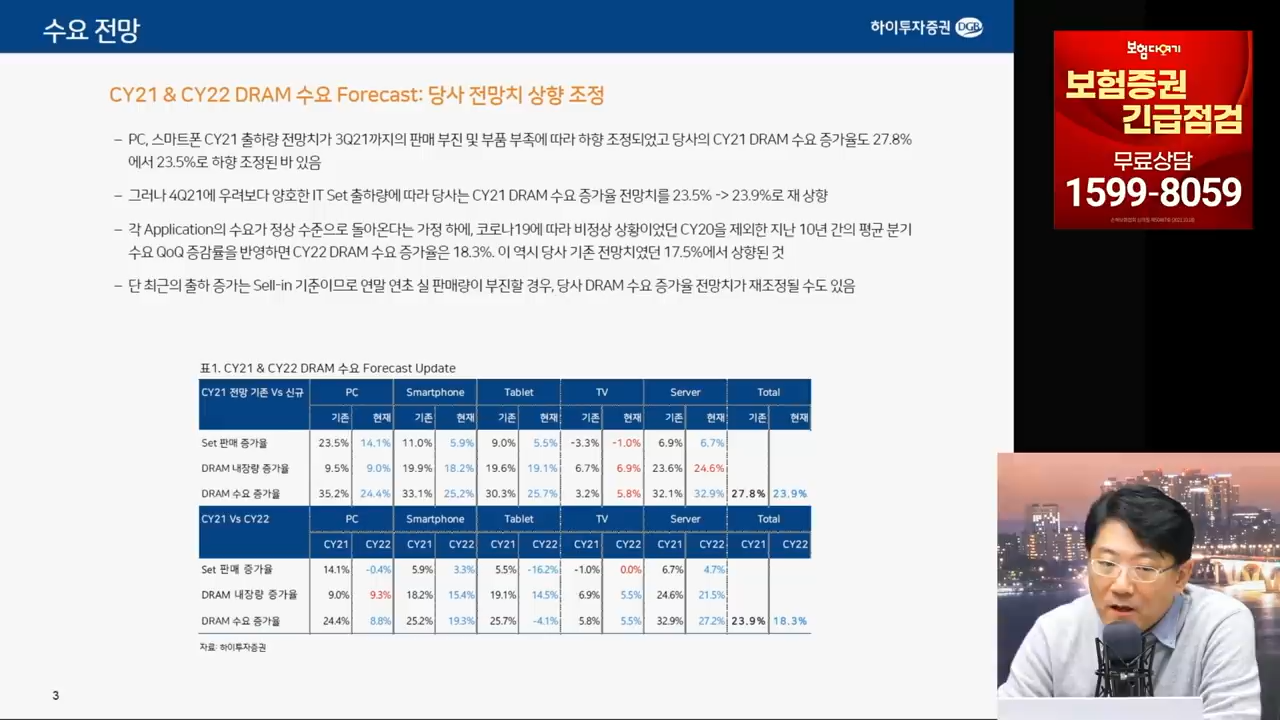 수요 전망
하이투자증권 DGB
CY21 & CY22 DRAM 수요 Forecast: 당사 전망치 상향 조정
– PC, 스마트폰 CY21 출하량 전망치가 3Q21까지의 판매 부진 및 부품 부족에 따라 하향 조정되었고 당사의 CY21 DRAM 수요 증가율도 27.8%
에서 23.5%로 하향 조정된 바 있음
– 그러나 4Q21에 우려보다 양호한 IT Set 출하량에 따라 당사는 CY21 DRAM 수요 증가율 전망치를 23.5% -> 23.9%로 재 상향
– 각 Application의 수요가 정상 수준으로 돌아온다는 가정 하에, 코로나19에 따라 비정상 상황이었던 CY20을 제외한 지난 10년 간의 평균 분기
수요 QoQ 증감률을 반영하면 CY22 DRAM 수요 증가율은 18.3%. 이 역시 당사 기존 전망치였던 17.5%에서 상향된 것
– 단 최근의 출하 증가는 Sell-in 기준이므로 연말 연초 실 판매량이 부진할 경우, 당사 DRAM 수요 증가율 전망치가 재조정될 수도 있음
표1. CY21 & CY22 DRAM 수요 Forecast Update
CY21 전망 기존 Vs 신규 PC Smartphone Tablet TV Server Total
기존 현재 기존 현재 기존 현재 기존 현재 기존 현재 기존 현재
Set 판매 증가율 23.5% 14.1% 11.0% 5.9% 9.0% 5.5% -3.3% -1.0% 6.9% 6.7%
DRAM 내장량 증가율 9.5% 9.0% 19.9% 18.2% 19.6% 19.1% 6.7% 6.9% 23.6% 24.6%
DRAM 수요 증가율 35.2% 24.4% 33.1% 25.2% 30.3% 25.7% 3.2% 5.8% 32.1% 32.9% 27.8% 23.9%
CY21 Vs CY22 PC Smartphone Tablet TV Server Total
CY21 CY22 CY21 CY22 CY21 CY22 CY21 CY22 CY21 CY22 CY21 CY22
Set 판매 증가율 14.1% -0.4% 5.9% 3.3% 5.5% -16.2% -1.0% 0.0% 6.7% 4.7%
DRAM 내장량 증가율 9.0% 9.3% 18.2% 15.4% 19.1% 14.5% 6.9% 5.5% 24.6% 21.5%
DRAM 수요 증가율 24.4% 8.8% 25.2% 19.3% 25.7% -4.1% 5.8% 5.5% 32.9% 27.2% 23.9% 18.3%
자료: 하이투자증권
3
보험다여기
보험증권
긴급점검
무료상담
1599-8059